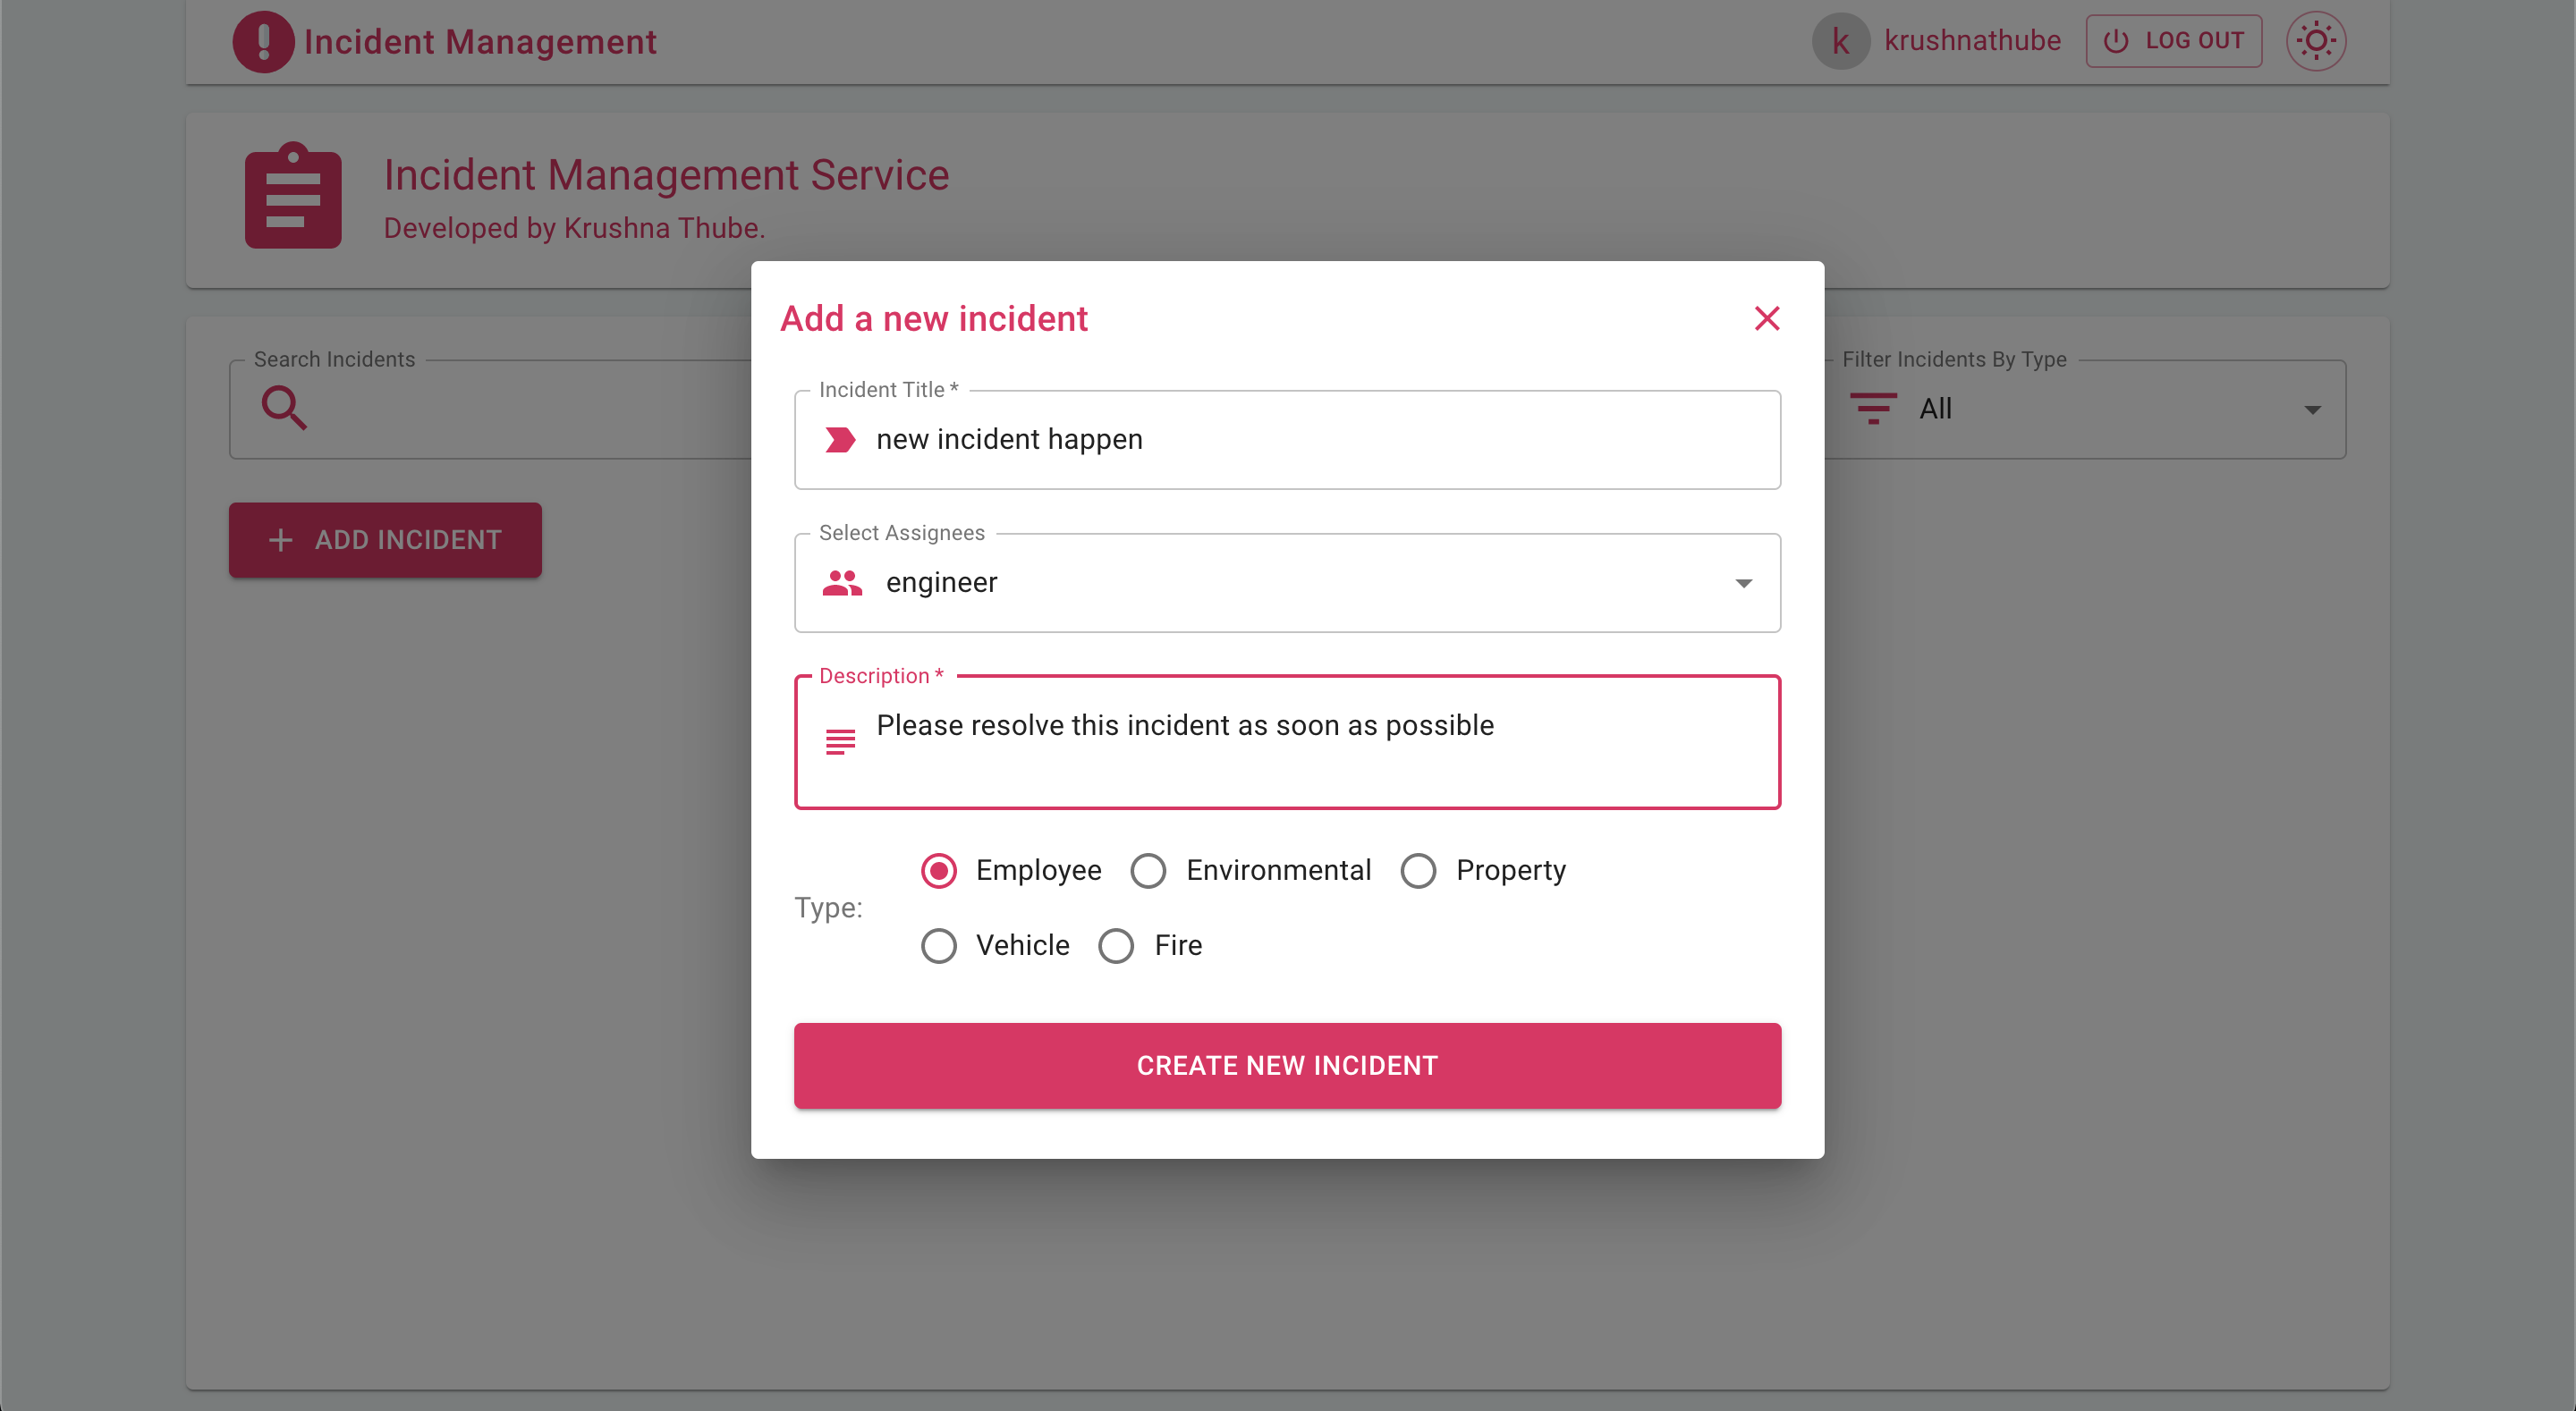 Incident Management
k krushnathube LOG OUT
Incident Management Service
Developed by Krushna Thube.
Search Incidents
Filter Incidents By Type
All
+ ADD INCIDENT
Add a new incident
Incident Title *
new incident happen
Select Assignees
engineer
Description *
Please resolve this incident as soon as possible
Type:
Employee Environmental Property
Vehicle Fire
CREATE NEW INCIDENT